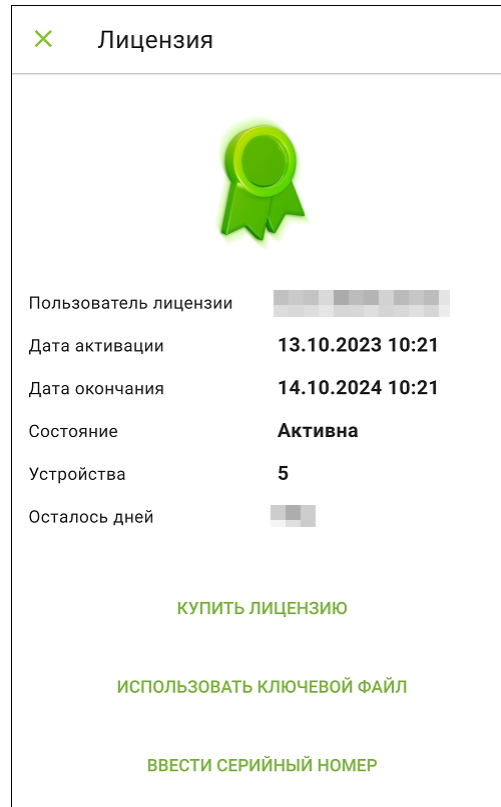 Лицензия
Пользователь лицензии
Дата активации 13.10.2023 10:21
Дата окончания 14.10.2024 10:21
Состояние Активна
Устройства 5
Осталось дней
КУПИТЬ ЛИЦЕНЗИЮ
ИСПОЛЬЗОВАТЬ КЛЮЧЕВОЙ ФАЙЛ
ВВЕСТИ СЕРИЙНЫЙ НОМЕР